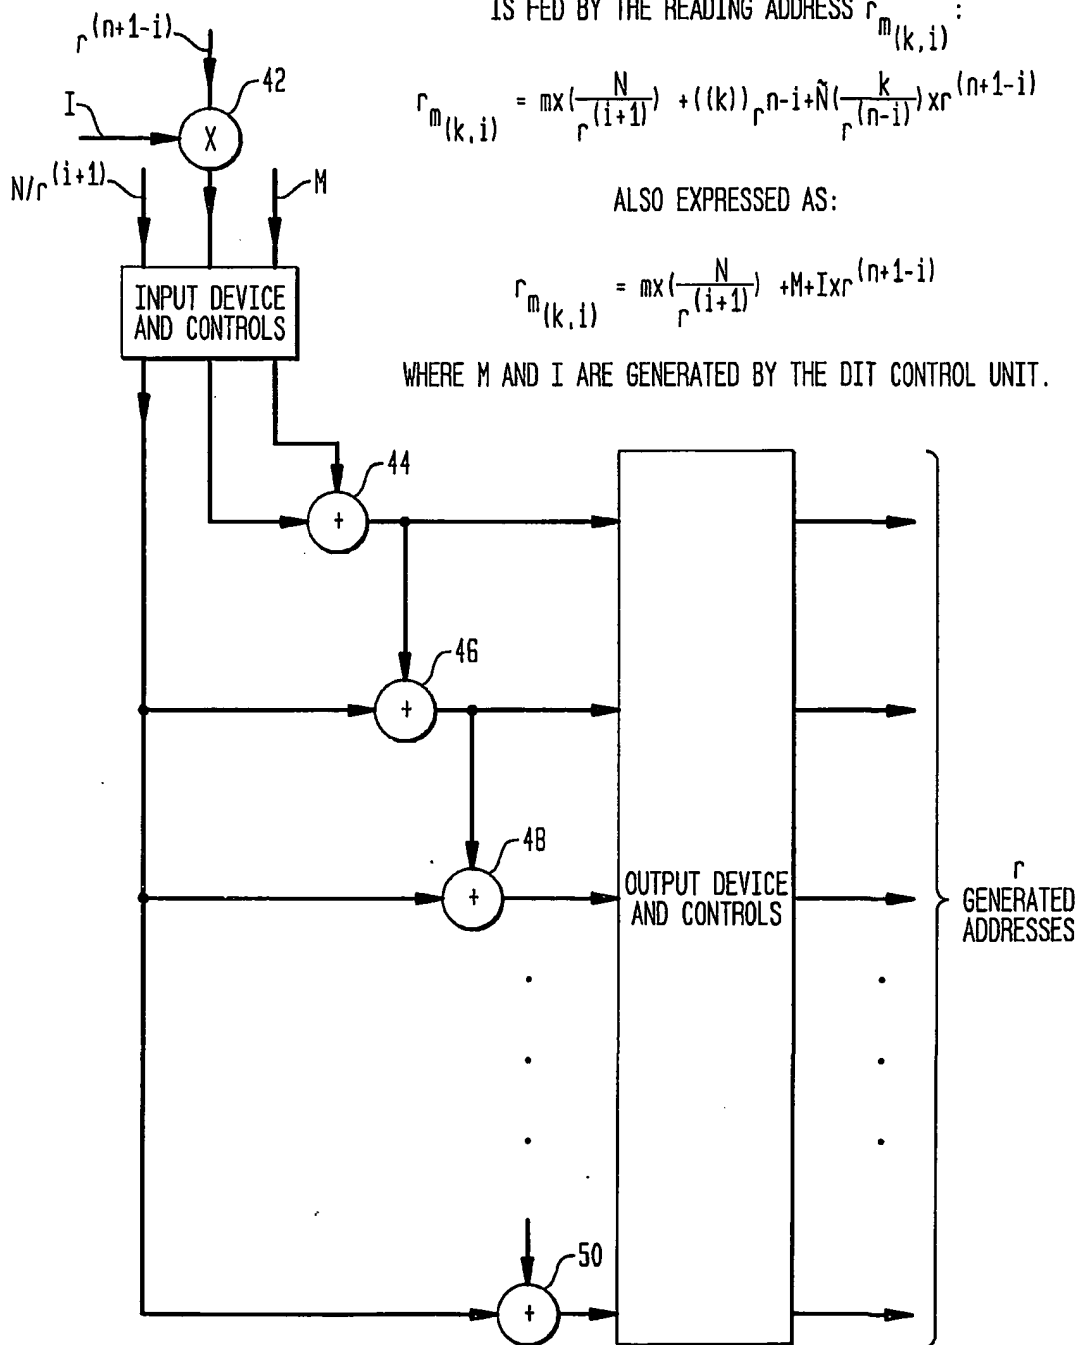 IS FED BY THE READING ADDRESS r_m(k,i):
r^(n+1-i)
42
r_m(k,i) = mx(N/r^(i+1)) +((k))_r n-i+Ñ(k/r^(n-i))xr^(n+1-i)
I
X
N/r^(i+1)
M
ALSO EXPRESSED AS:
INPUT DEVICE
AND CONTROLS
r_m(k,i) = mx(N/r^(i+1)) +M+Ixr^(n+1-i)
WHERE M AND I ARE GENERATED BY THE DIT CONTROL UNIT.
44
+
46
+
48
+
OUTPUT DEVICE
AND CONTROLS
r
GENERATED
ADDRESSES
50
+